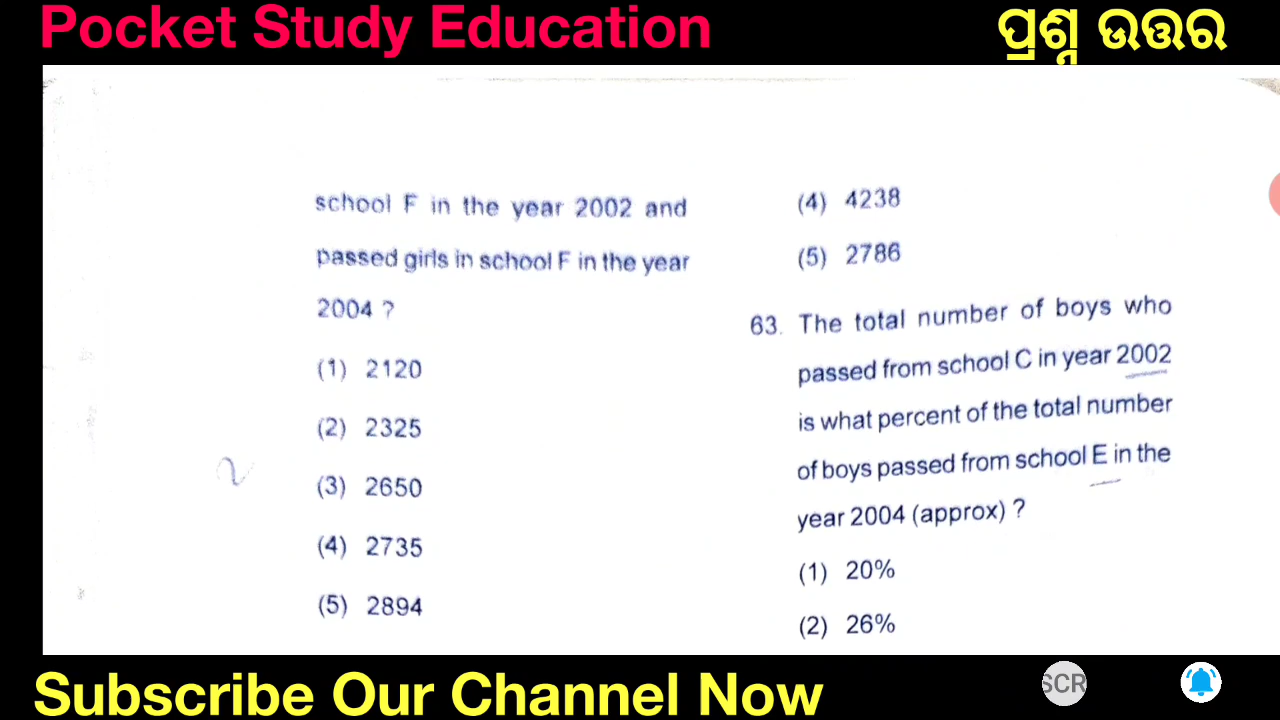 Pocket Study Education
ପ୍ରଶ୍ନ ଉତ୍ତର
school F in the year 2002 and
passed girls in school F in the year
2004 ?
(1) 2120
(2) 2325
(3) 2650
(4) 2735
(5) 2894
2
(4) 4238
(5) 2786
63. The total number of boys who
passed from school C in year 2002
is what percent of the total number
of boys passed from school E in the
year 2004 (approx) ?
(1) 20%
(2) 26%
Subscribe Our Channel Now
SCR